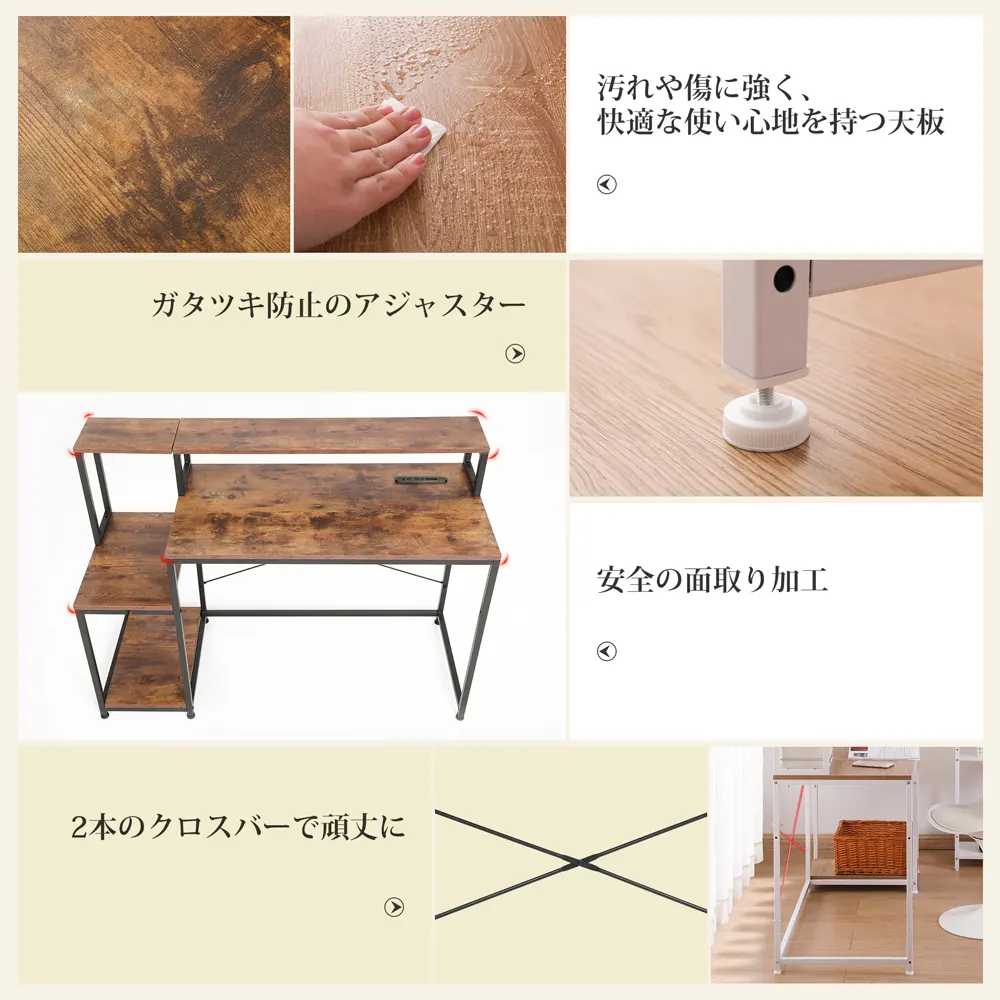 汚れや傷に強く、
快適な使い心地を持つ天板
ガタツキ防止のアジャスター
安全の面取り加工
2本のクロスバーで頑丈に